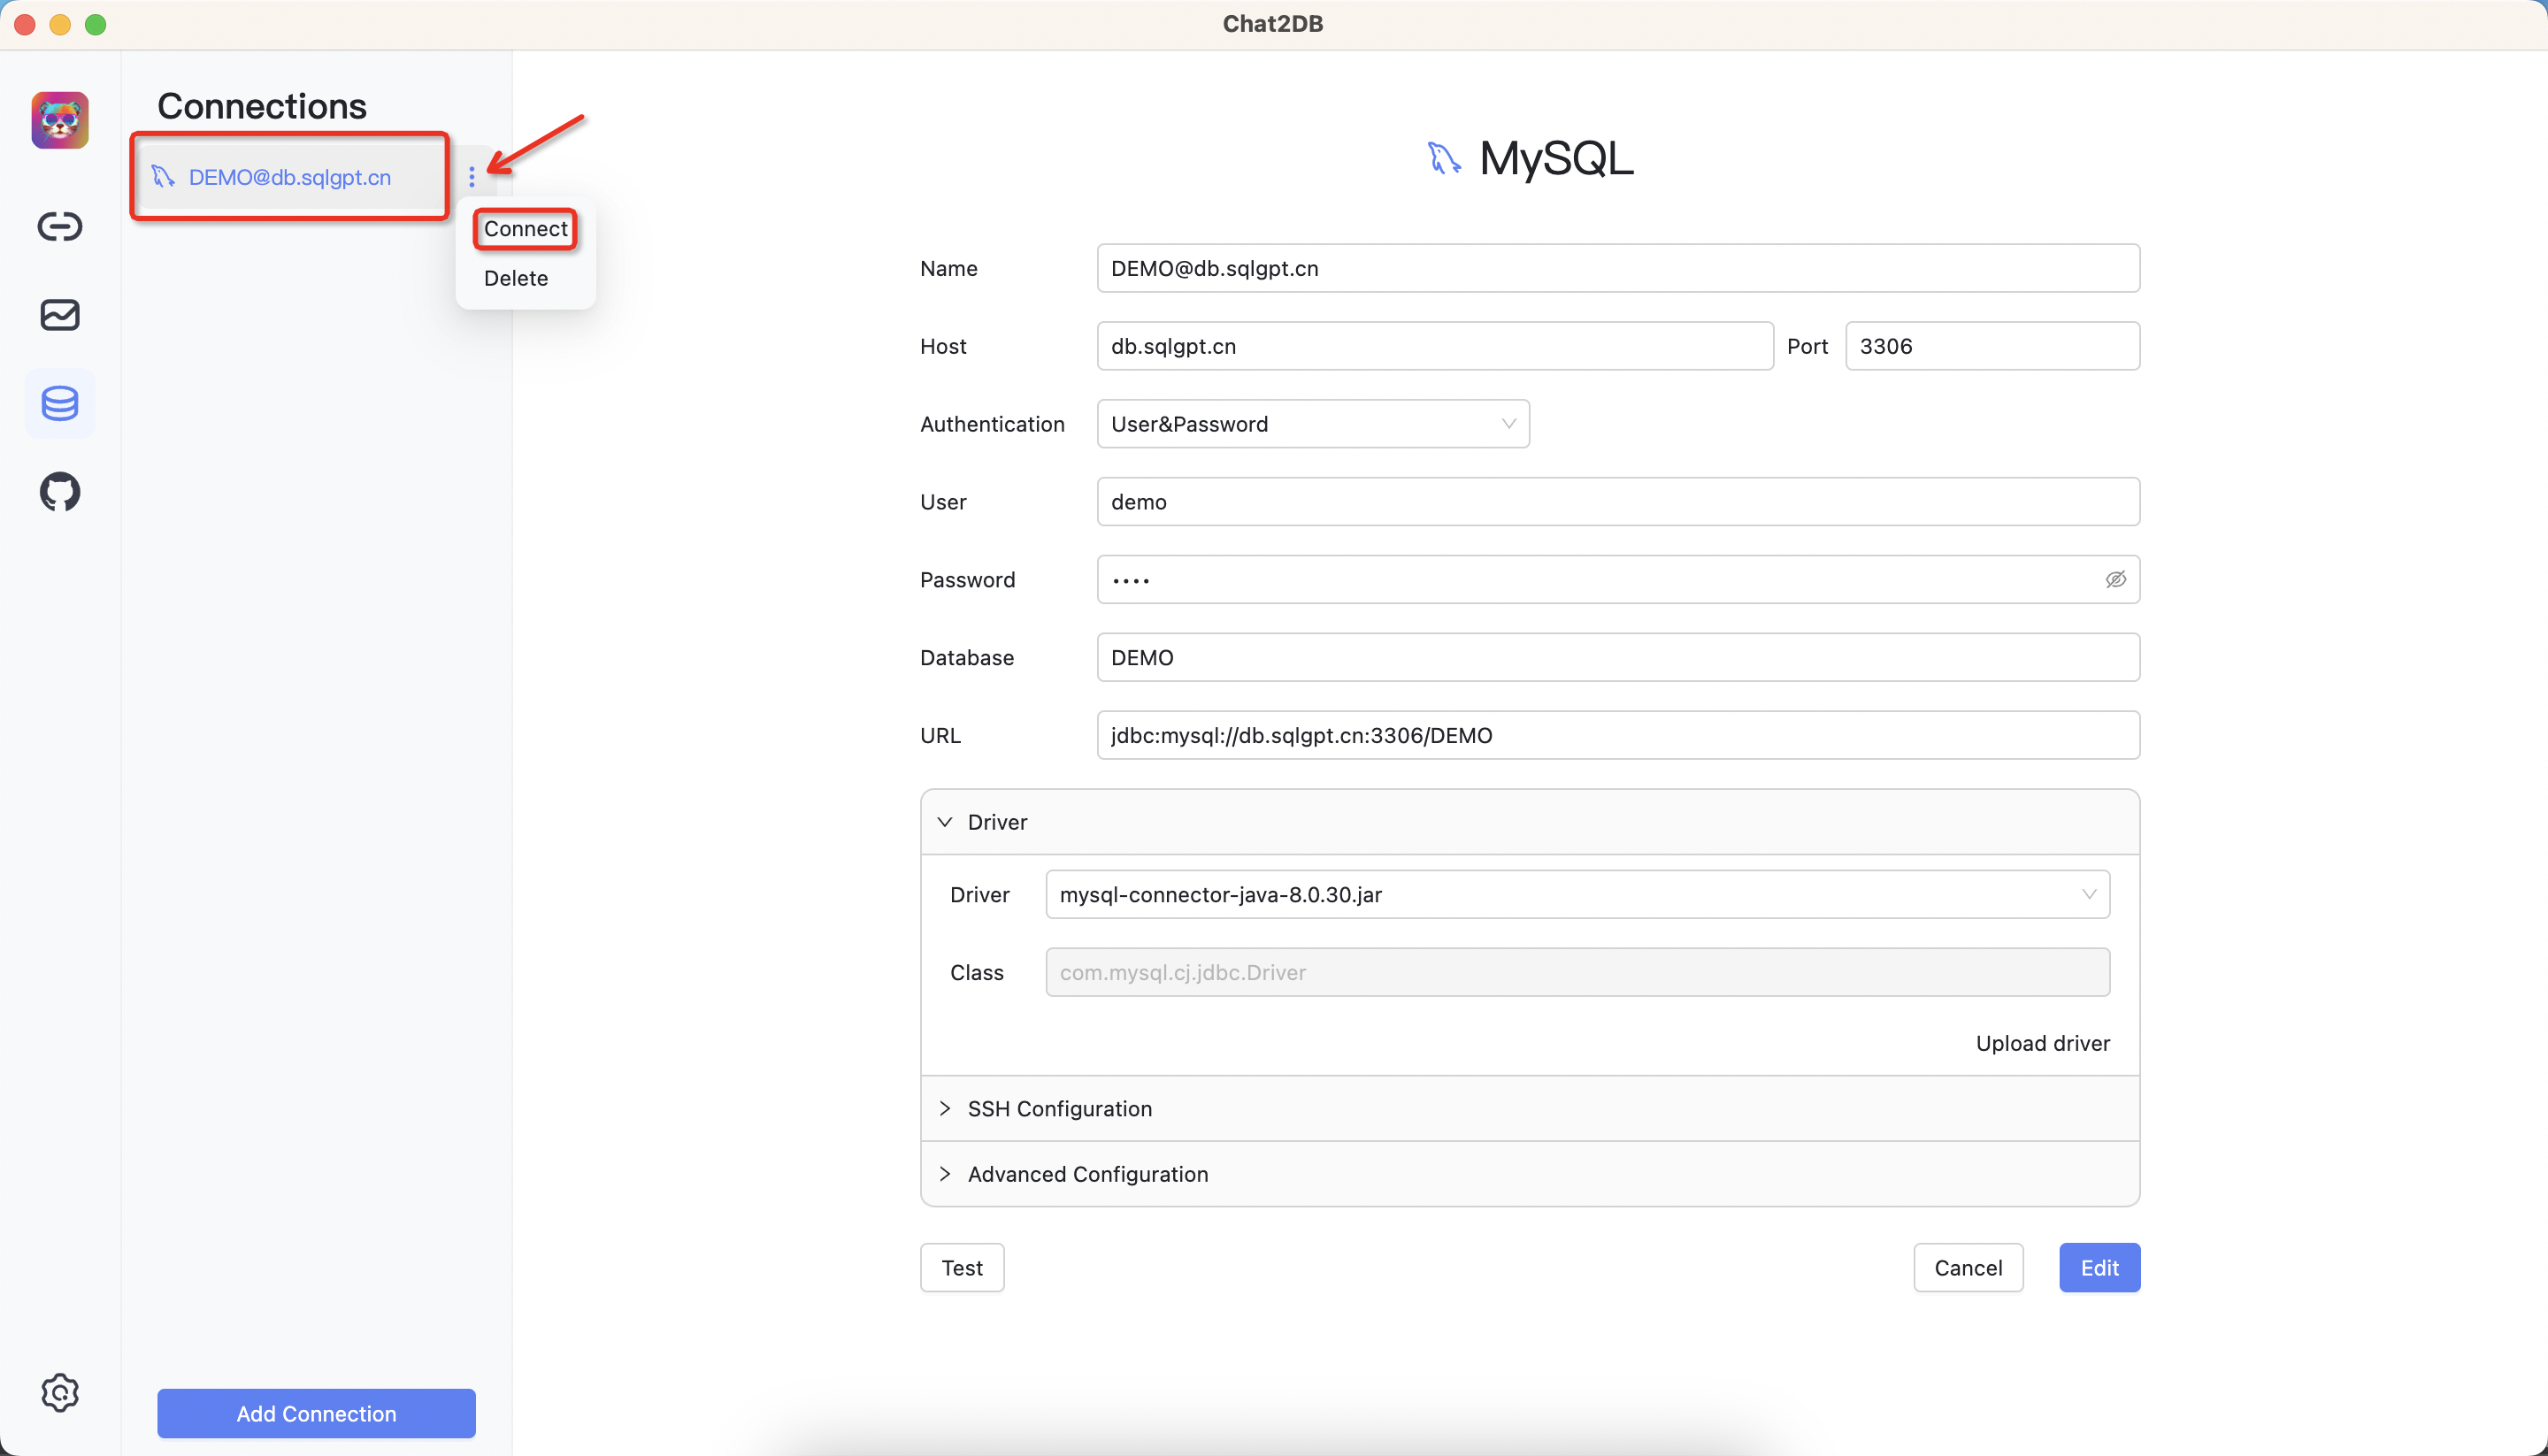 Chat2DB
Connections
DEMO@db.sqlgpt.cn
Connect
Delete
MySQL
Name
DEMO@db.sqlgpt.cn
Host
db.sqlgpt.cn
Port
3306
Authentication
User&Password
User
demo
Password
••••
Database
DEMO
URL
jdbc:mysql://db.sqlgpt.cn:3306/DEMO
Driver
Driver
mysql-connector-java-8.0.30.jar
Class
com.mysql.cj.jdbc.Driver
Upload driver
SSH Configuration
Advanced Configuration
Test
Cancel
Edit
Add Connection